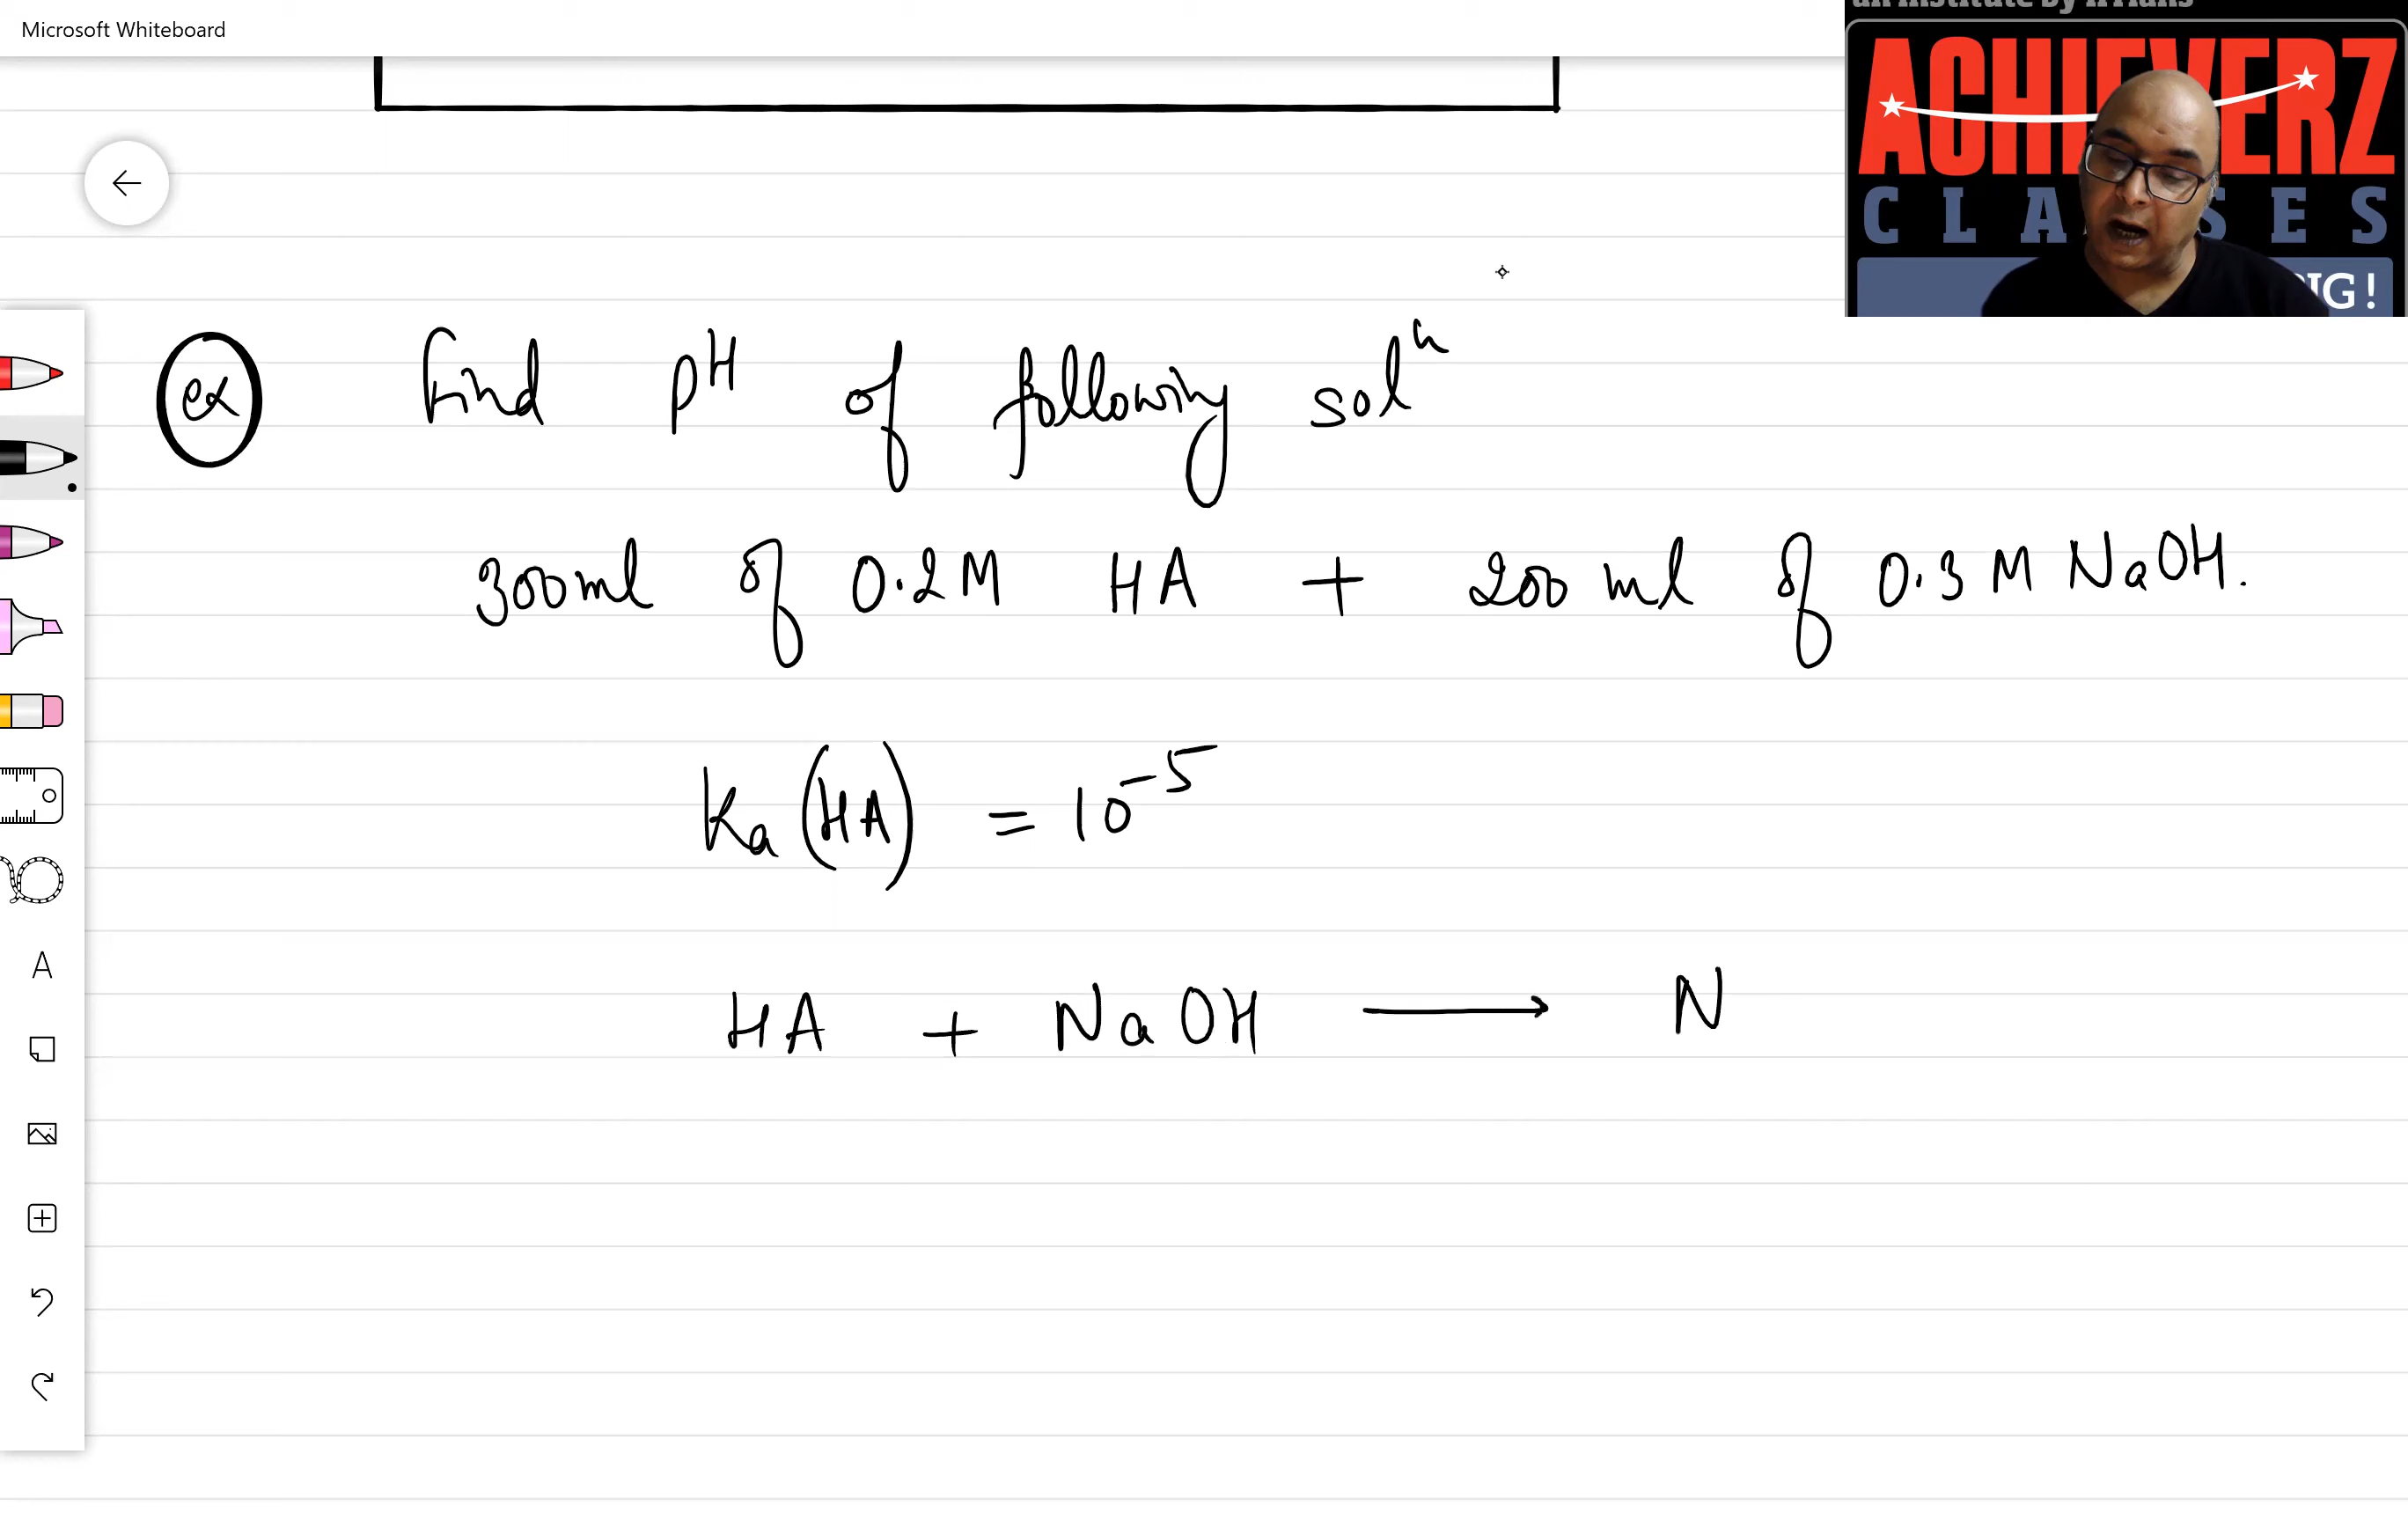 Microsoft Whiteboard
ACHIEVERZ
ex Find pH of following solⁿ
300ml of 0.2M HA + 200 ml of 0.3 M NaOH.
Ka (HA) = 10⁻⁵
HA + NaOH ⟶ N
A